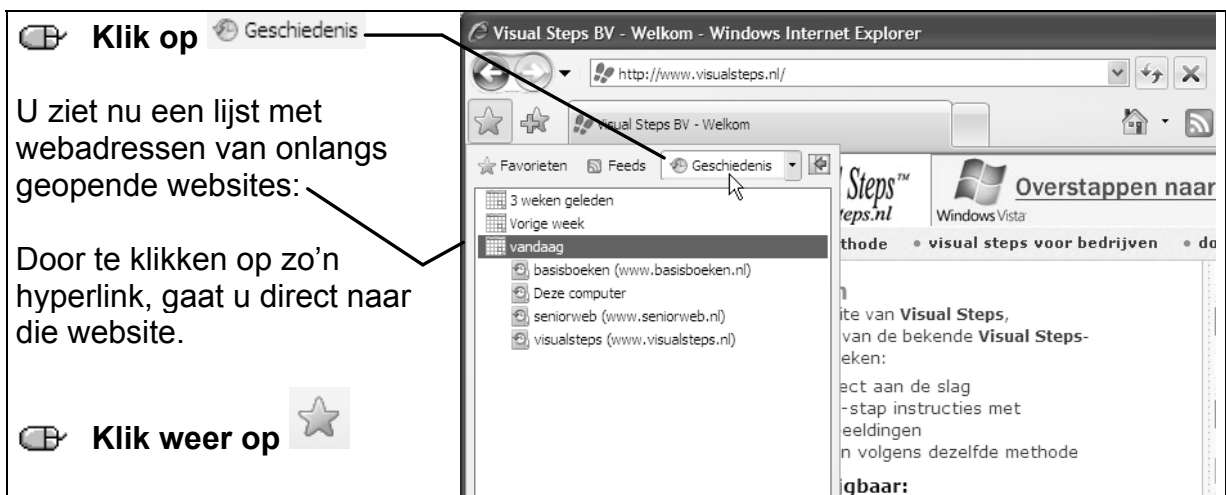 Klik op Geschiedenis
U ziet nu een lijst met
webadressen van onlangs
geopende websites:
Door te klikken op zo’n
hyperlink, gaat u direct naar
die website.
Klik weer op
Visual Steps BV - Welkom - Windows Internet Explorer
http://www.visualsteps.nl/
Visual Steps BV - Welkom
Favorieten Feeds Geschiedenis
3 weken geleden
Vorige week
vandaag
basisboeken (www.basisboeken.nl)
Deze computer
seniorweb (www.seniorweb.nl)
visualsteps (www.visualsteps.nl)
Steps™
teps.nl
Windows Vista
Overstappen naar
thode • visual steps voor bedrijven • do
ite van Visual Steps,
van de bekende Visual Steps-
eken:
ect aan de slag
-stap instructies met
eeldingen
n volgens dezelfde methode
igbaar: